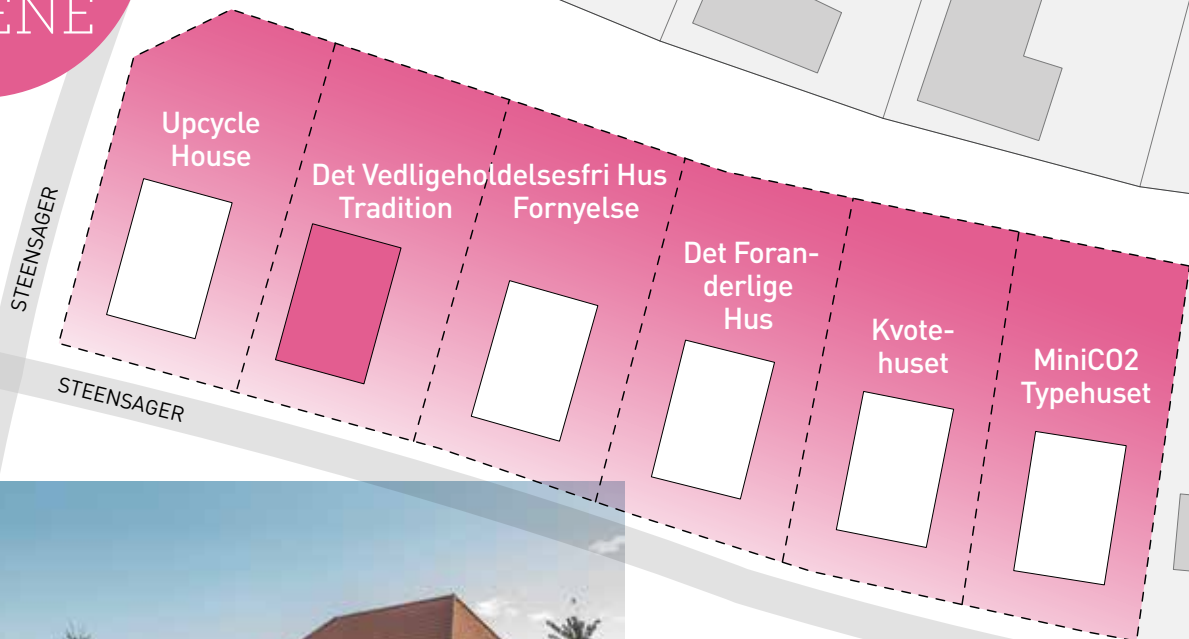 ENE
Upcycle
House
Det Vedligeholdelsesfri Hus
Tradition Fornyelse
Det Foran-
derlige
Hus
Kvote-
huset
MiniCO2
Typehuset
STEENSAGER
STEENSAGER